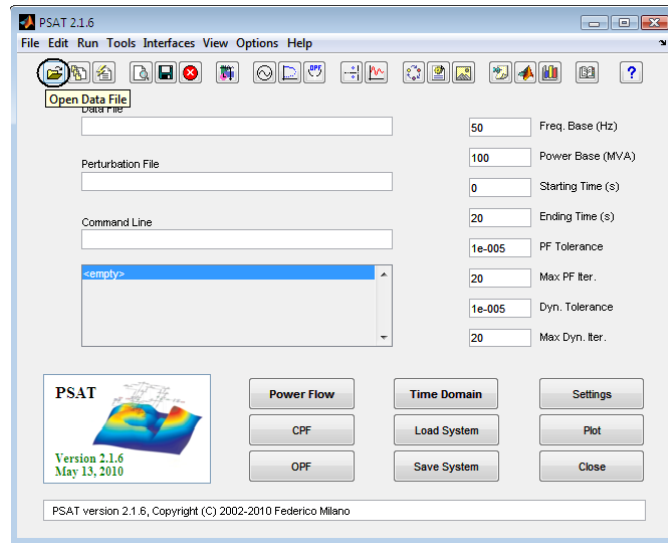 PSAT 2.1.6
File Edit Run Tools Interfaces View Options Help
OPF
?
Open Data File
Data File
50 Freq. Base (Hz)
100 Power Base (MVA)
Perturbation File
0 Starting Time (s)
20 Ending Time (s)
Command Line
1e-005 PF Tolerance
<empty>
20 Max PF Iter.
1e-005 Dyn. Tolerance
20 Max Dyn. Iter.
PSAT
Version 2.1.6
May 13, 2010
Power Flow Time Domain Settings
CPF Load System Plot
OPF Save System Close
PSAT version 2.1.6, Copyright (C) 2002-2010 Federico Milano